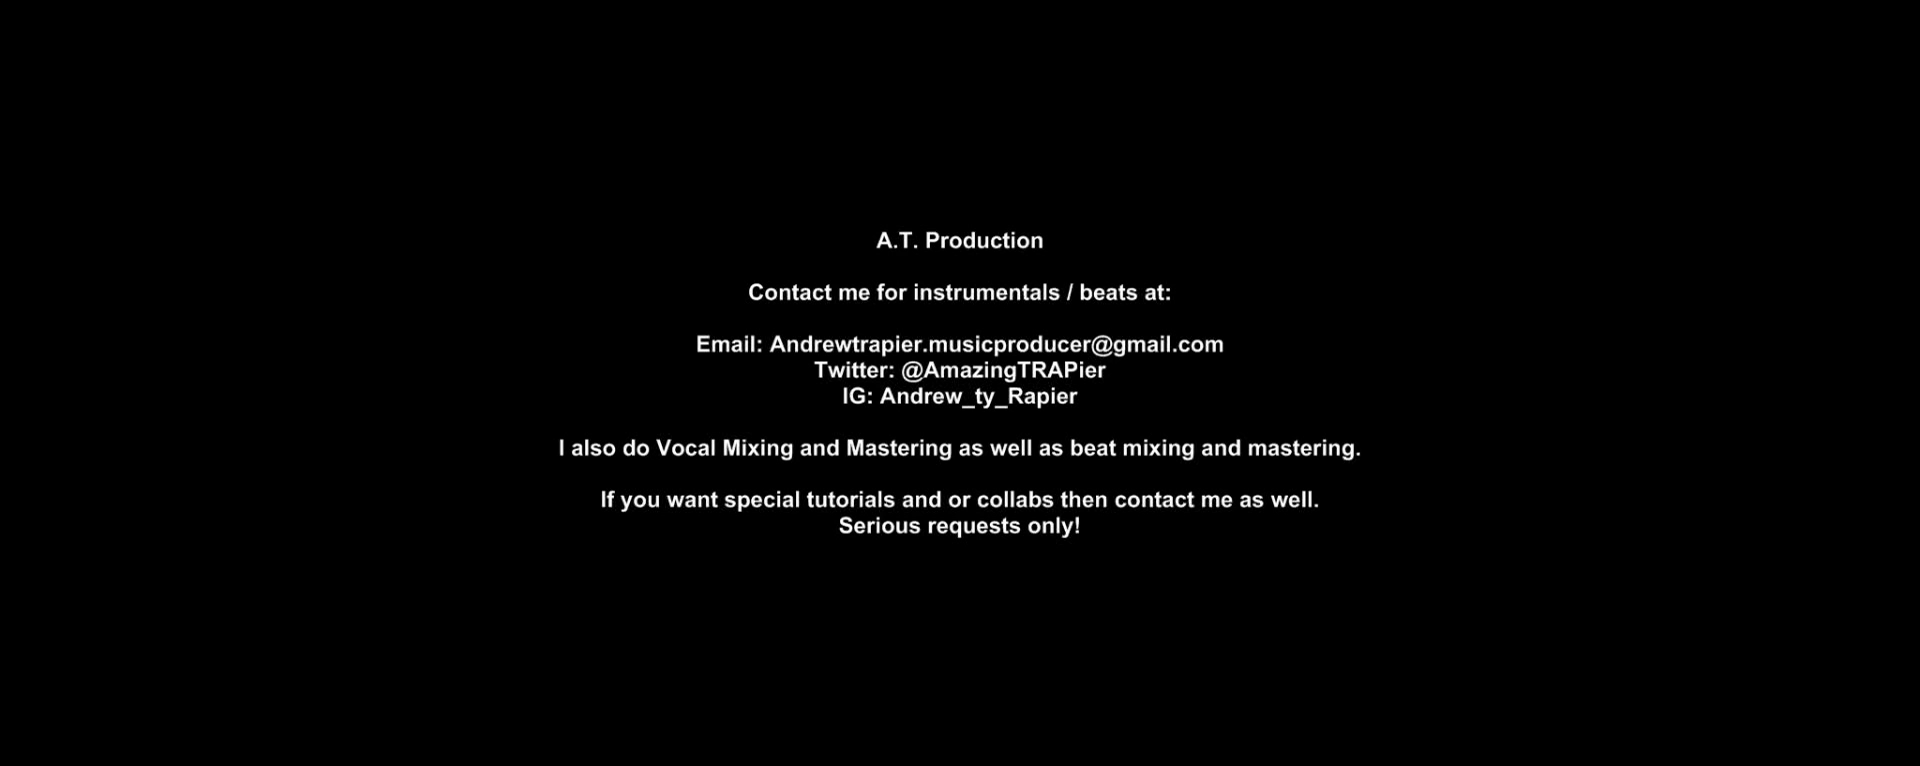 A.T. Production
Contact me for instrumentals / beats at:
Email: Andrewtrapier.musicproducer@gmail.com
Twitter: @AmazingTRAPier
IG: Andrew_ty_Rapier
I also do Vocal Mixing and Mastering as well as beat mixing and mastering.
If you want special tutorials and or collabs then contact me as well.
Serious requests only!